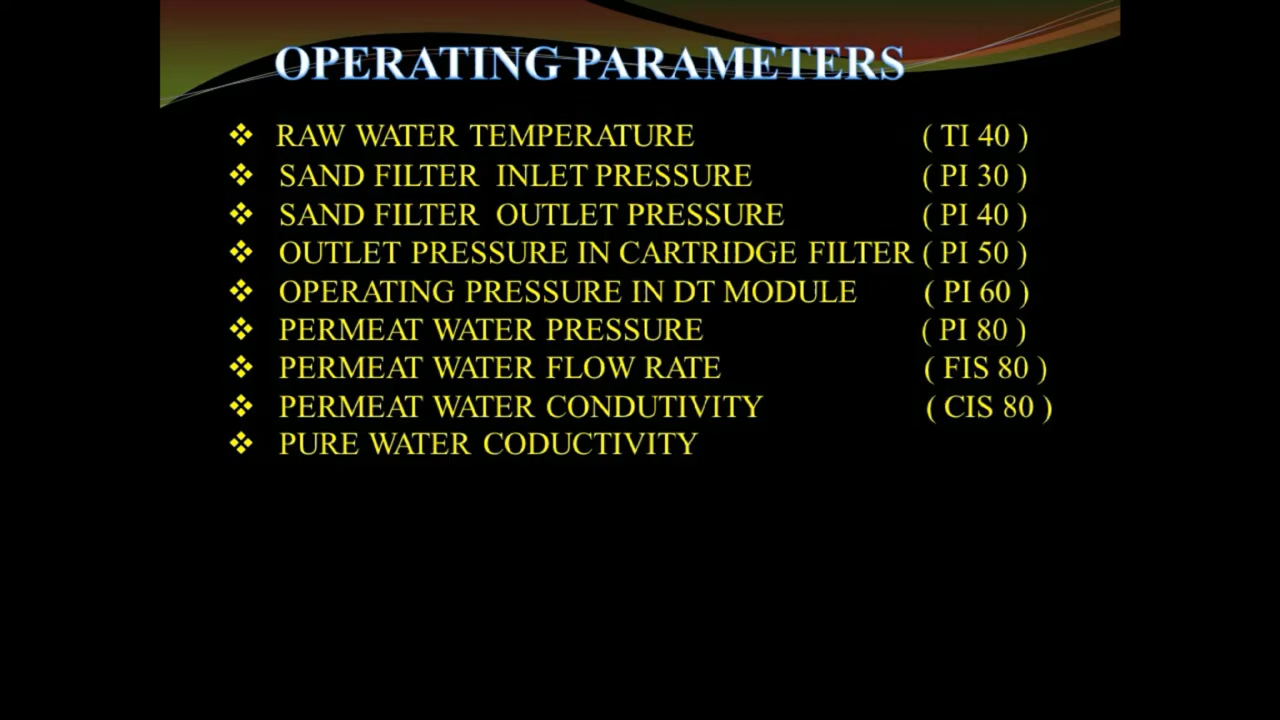 OPERATING PARAMETERS
❖ RAW WATER TEMPERATURE ( TI 40 )
❖ SAND FILTER INLET PRESSURE ( PI 30 )
❖ SAND FILTER OUTLET PRESSURE ( PI 40 )
❖ OUTLET PRESSURE IN CARTRIDGE FILTER ( PI 50 )
❖ OPERATING PRESSURE IN DT MODULE ( PI 60 )
❖ PERMEAT WATER PRESSURE ( PI 80 )
❖ PERMEAT WATER FLOW RATE ( FIS 80 )
❖ PERMEAT WATER CONDUTIVITY ( CIS 80 )
❖ PURE WATER CODUCTIVITY